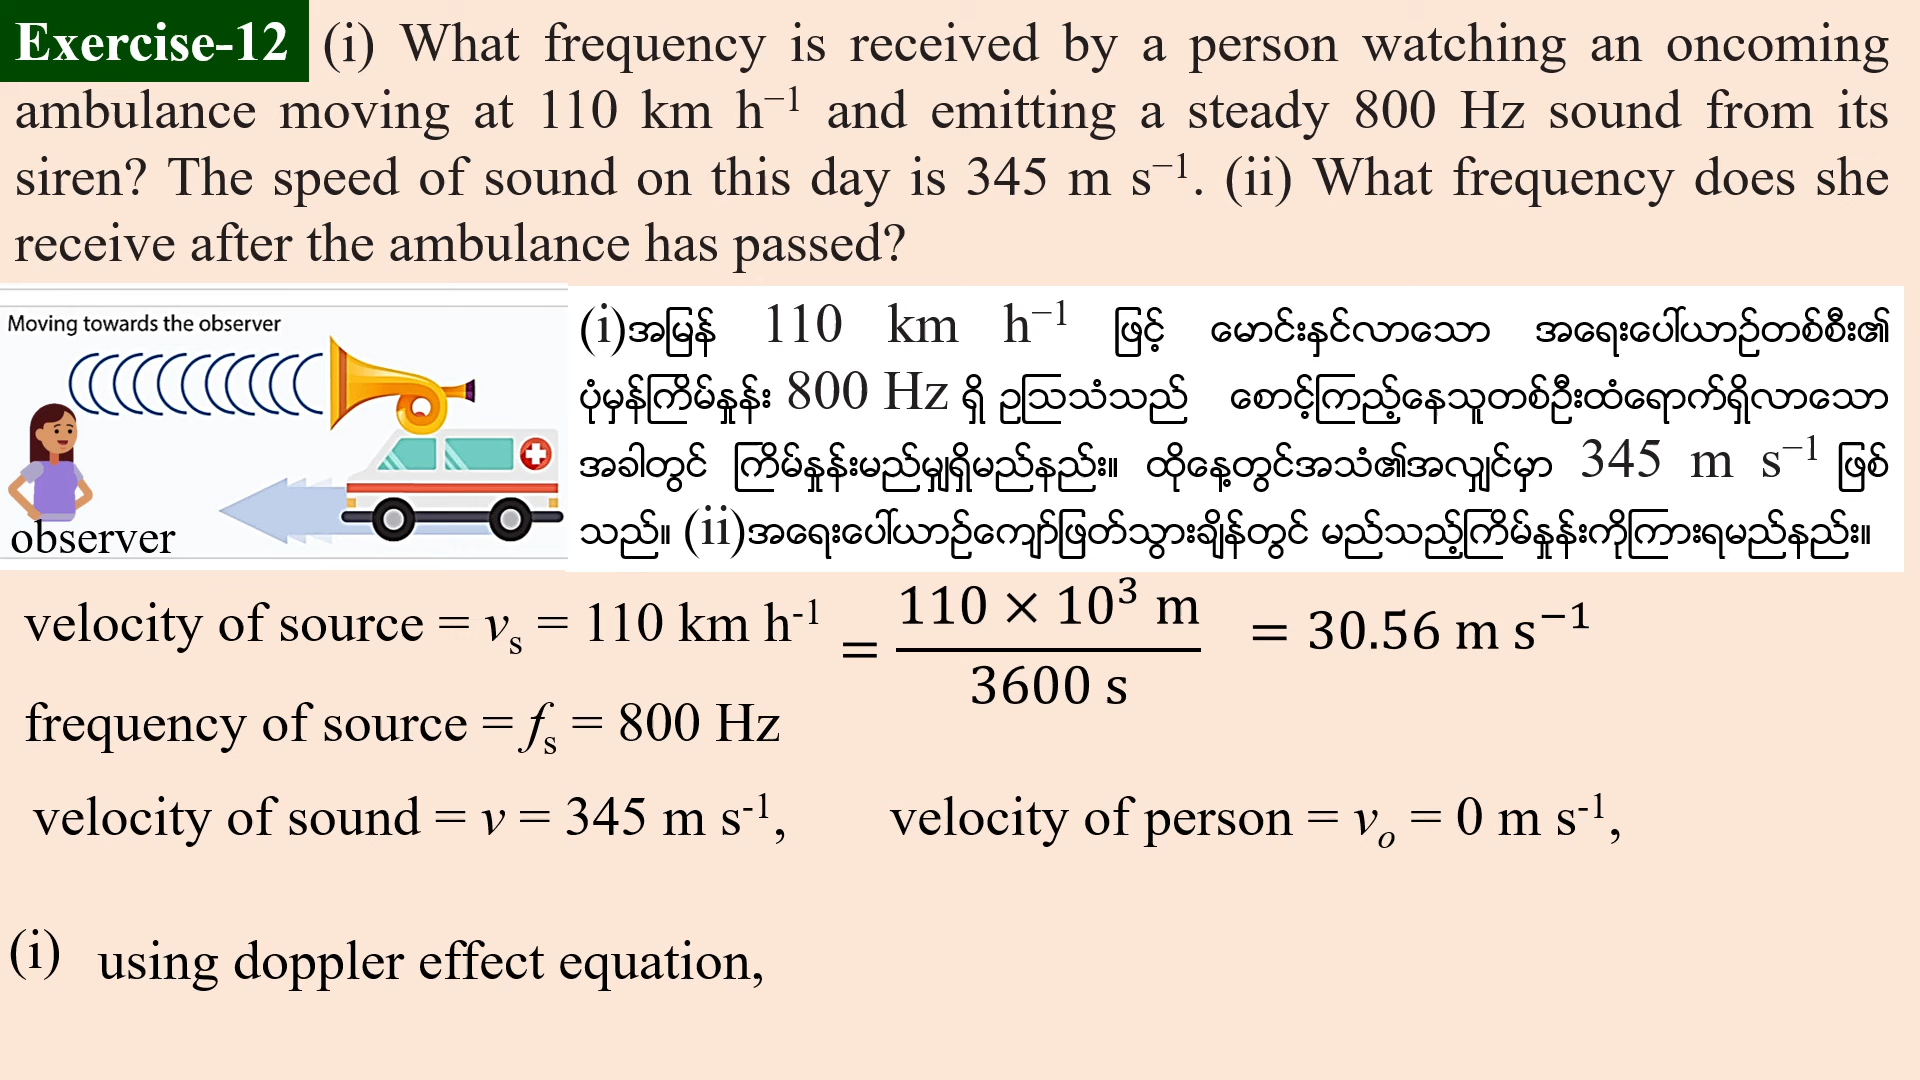 Exercise-12 (i) What frequency is received by a person watching an oncoming
ambulance moving at 110 km h⁻¹ and emitting a steady 800 Hz sound from its
siren? The speed of sound on this day is 345 m s⁻¹. (ii) What frequency does she
receive after the ambulance has passed?
Moving towards the observer
observer
(i)အမြန် 110 km h⁻¹ ဖြင့် မောင်းနှင်လာသော အရေးပေါ်ယာဉ်တစ်စီး၏
ပုံမှန်ကြိမ်နှုန်း 800 Hz ရှိ ဥဩသံသည် စောင့်ကြည့်နေသူတစ်ဦးထံရောက်ရှိလာသော
အခါတွင် ကြိမ်နှုန်းမည်မျှရှိမည်နည်း။ ထိုနေ့တွင်အသံ၏အလျှင်မှာ 345 m s⁻¹ ဖြစ်
သည်။ (ii)အရေးပေါ်ယာဉ်ကျော်ဖြတ်သွားချိန်တွင် မည်သည့်ကြိမ်နှုန်းကိုကြားရမည်နည်း။
velocity of source = vₛ = 110 km h⁻¹ = 110 × 10³ m / 3600 s = 30.56 m s⁻¹
frequency of source = fₛ = 800 Hz
velocity of sound = v = 345 m s⁻¹, velocity of person = vₒ = 0 m s⁻¹,
(i) using doppler effect equation,